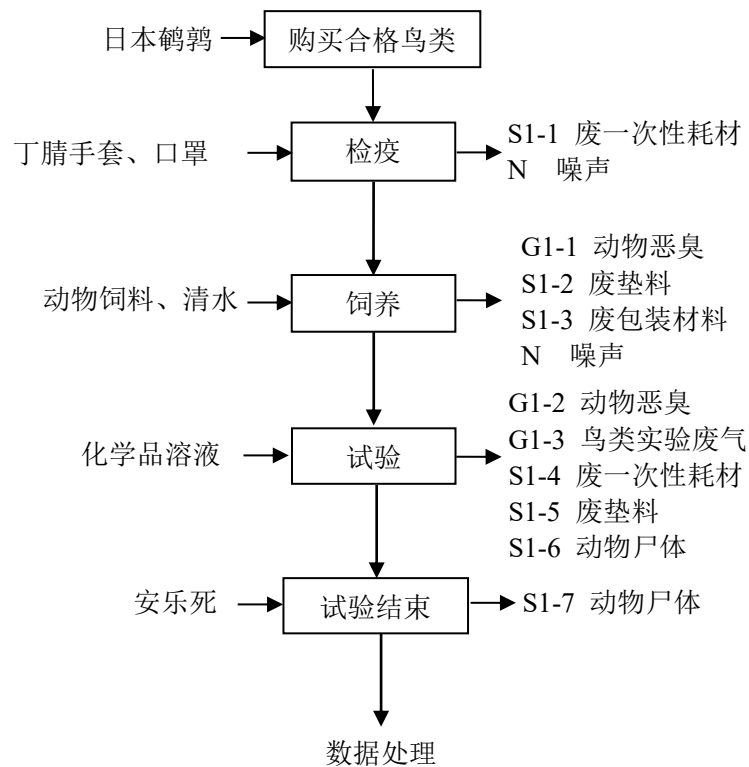 日本鹌鹑
购买合格鸟类
丁腈手套、口罩
检疫
S1-1 废一次性耗材
N 噪声
动物饲料、清水
饲养
G1-1 动物恶臭
S1-2 废垫料
S1-3 废包装材料
N 噪声
化学品溶液
试验
G1-2 动物恶臭
G1-3 鸟类实验废气
S1-4 废一次性耗材
S1-5 废垫料
S1-6 动物尸体
安乐死
试验结束
S1-7 动物尸体
数据处理